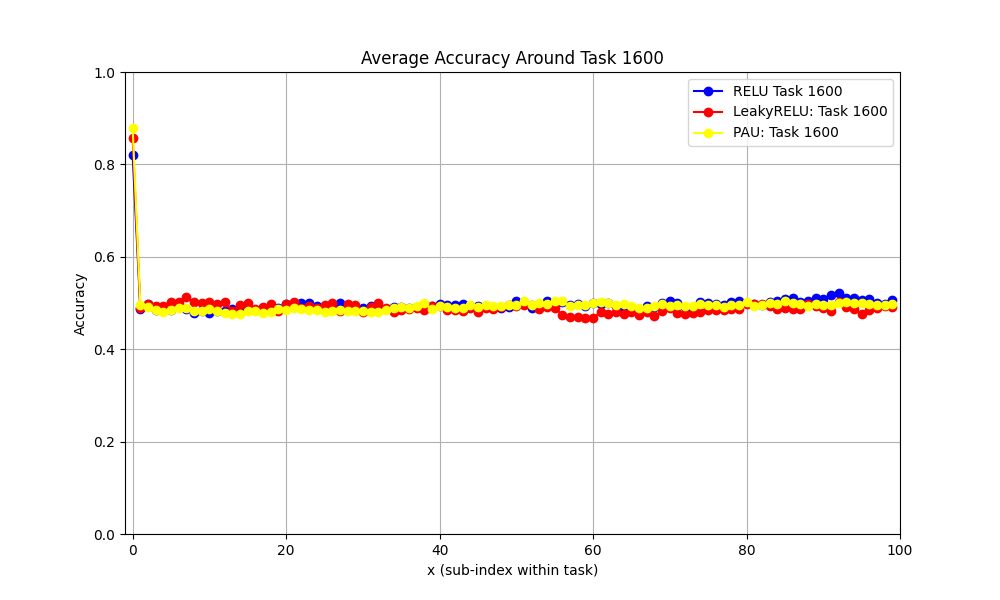 Average Accuracy Around Task 1600
RELU Task 1600
LeakyRELU: Task 1600
PAU: Task 1600
Accuracy
1.0
0.8
0.6
0.4
0.2
0.0
0 20 40 60 80 100
x (sub-index within task)